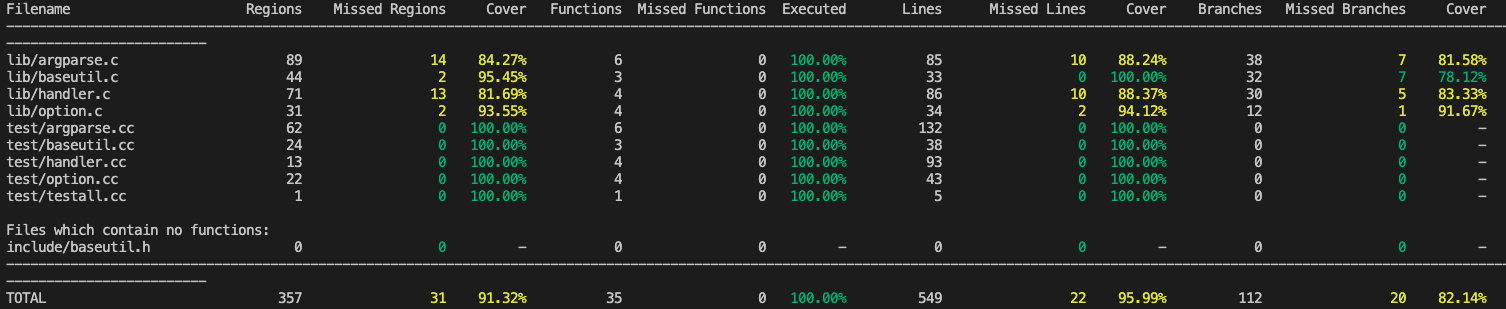 Filename Regions Missed Regions Cover Functions Missed Functions Executed Lines Missed Lines Cover Branches Missed Branches Cover
lib/argparse.c 89 14 84.27% 6 0 100.00% 85 10 88.24% 38 7 81.58%
lib/baseutil.c 44 2 95.45% 3 0 100.00% 33 0 100.00% 32 7 78.12%
lib/handler.c 71 13 81.69% 4 0 100.00% 86 10 88.37% 30 5 83.33%
lib/option.c 31 2 93.55% 4 0 100.00% 34 2 94.12% 12 1 91.67%
test/argparse.cc 62 0 100.00% 6 0 100.00% 132 0 100.00% 0 0 -
test/baseutil.cc 24 0 100.00% 3 0 100.00% 38 0 100.00% 0 0 -
test/handler.cc 13 0 100.00% 4 0 100.00% 93 0 100.00% 0 0 -
test/option.cc 22 0 100.00% 4 0 100.00% 43 0 100.00% 0 0 -
test/testall.cc 1 0 100.00% 1 0 100.00% 5 0 100.00% 0 0 -
Files which contain no functions:
include/baseutil.h 0 0 - 0 0 - 0 0 - 0 0 -
TOTAL 357 31 91.32% 35 0 100.00% 549 22 95.99% 112 20 82.14%